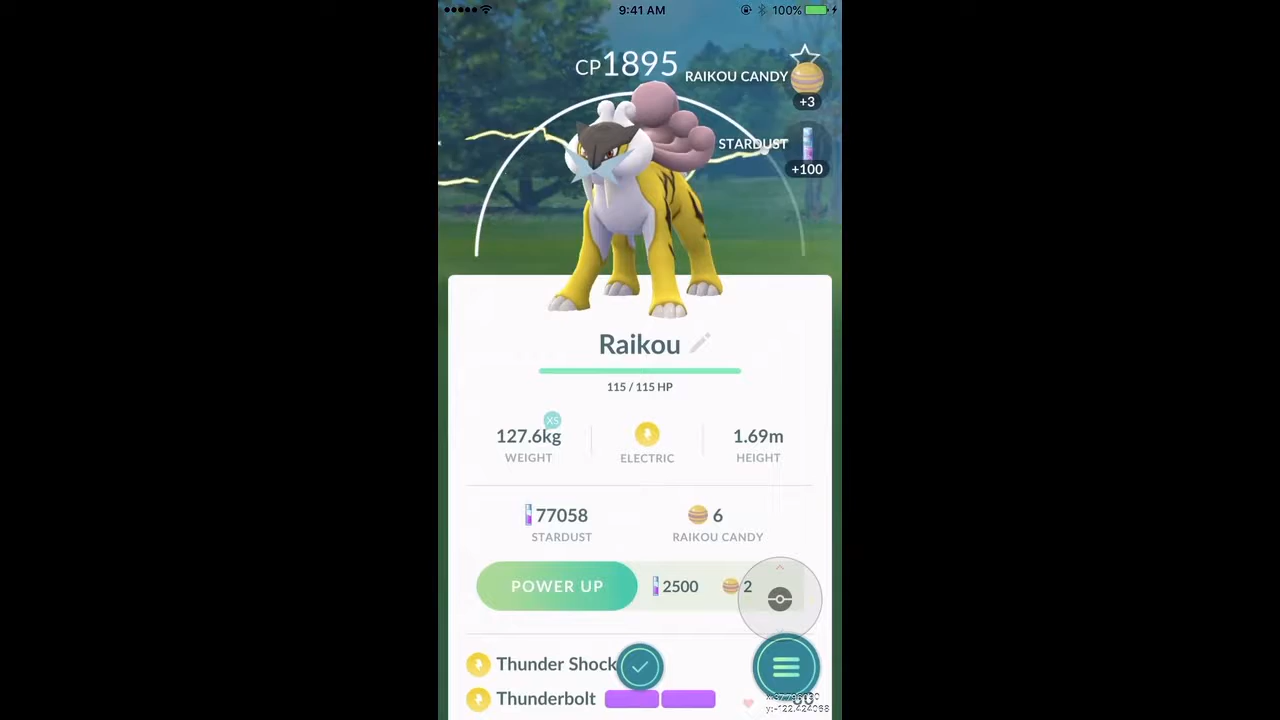 9:41 AM
100%
CP1895
RAIKOU CANDY
+3
STARDUST
+100
Raikou
115 / 115 HP
XS
127.6kg
WEIGHT
ELECTRIC
1.69m
HEIGHT
77058
STARDUST
6
RAIKOU CANDY
POWER UP
2500
2
Thunder Shock
Thunderbolt